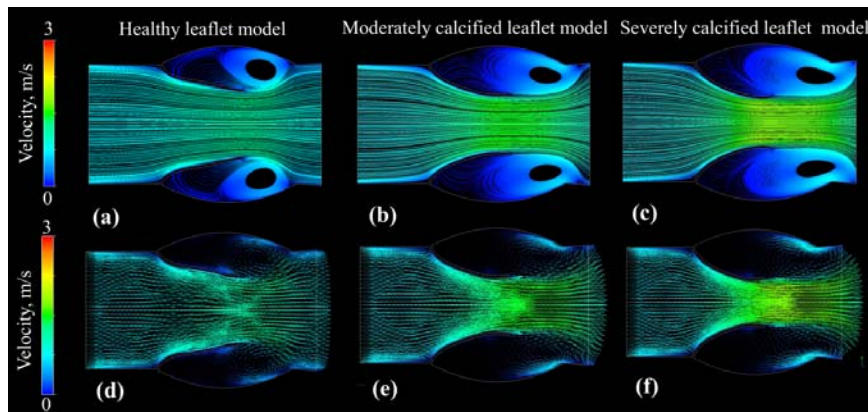 Healthy leaflet model
Moderately calcified leaflet model
Severely calcified leaflet model
3
Velocity, m/s
0
(a)
(b)
(c)
3
Velocity, m/s
0
(d)
(e)
(f)